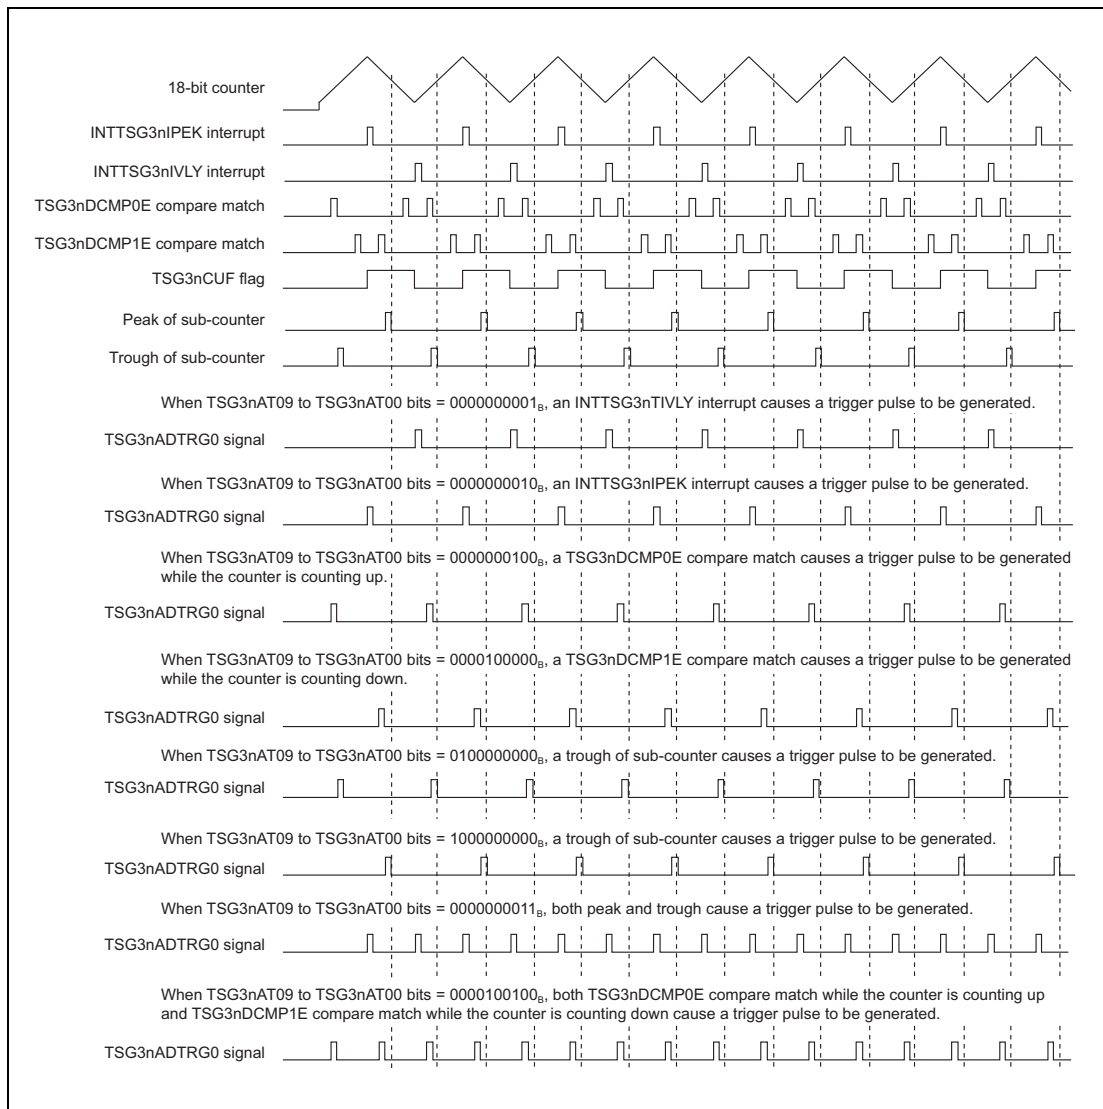 18-bit counter
INTTSG3nIPEK interrupt
INTTSG3nIVLY interrupt
TSG3nDCMP0E compare match
TSG3nDCMP1E compare match
TSG3nCUF flag
Peak of sub-counter
Trough of sub-counter
When TSG3nAT09 to TSG3nAT00 bits = 0000000001B, an INTTSG3nTIVLY interrupt causes a trigger pulse to be generated.
TSG3nADTRG0 signal
When TSG3nAT09 to TSG3nAT00 bits = 0000000010B, an INTTSG3nIPEK interrupt causes a trigger pulse to be generated.
TSG3nADTRG0 signal
When TSG3nAT09 to TSG3nAT00 bits = 0000000100B, a TSG3nDCMP0E compare match causes a trigger pulse to be generated
while the counter is counting up.
TSG3nADTRG0 signal
When TSG3nAT09 to TSG3nAT00 bits = 0000100000B, a TSG3nDCMP1E compare match causes a trigger pulse to be generated
while the counter is counting down.
TSG3nADTRG0 signal
When TSG3nAT09 to TSG3nAT00 bits = 0100000000B, a trough of sub-counter causes a trigger pulse to be generated.
TSG3nADTRG0 signal
When TSG3nAT09 to TSG3nAT00 bits = 1000000000B, a trough of sub-counter causes a trigger pulse to be generated.
TSG3nADTRG0 signal
When TSG3nAT09 to TSG3nAT00 bits = 0000000011B, both peak and trough cause a trigger pulse to be generated.
TSG3nADTRG0 signal
When TSG3nAT09 to TSG3nAT00 bits = 0000100100B, both TSG3nDCMP0E compare match while the counter is counting up
and TSG3nDCMP1E compare match while the counter is counting down cause a trigger pulse to be generated.
TSG3nADTRG0 signal